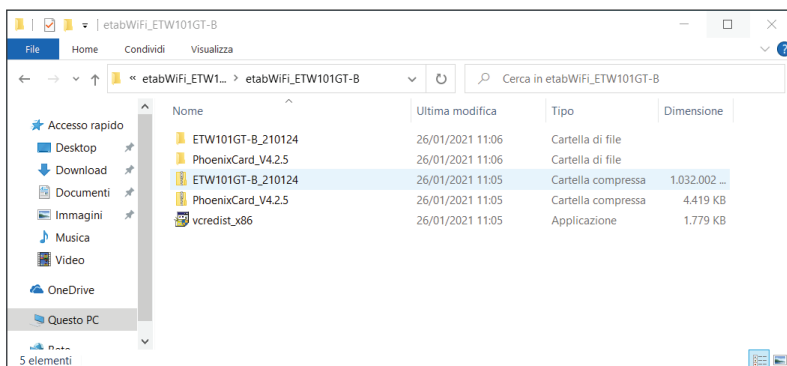 etabWiFi_ETW101GT-B
File Home Condividi Visualizza
« etabWiFi_ETW1... > etabWiFi_ETW101GT-B Cerca in etabWiFi_ETW101GT-B
Nome Ultima modifica Tipo Dimensione
Accesso rapido
Desktop
Download
Documenti
Immagini
Musica
Video
OneDrive
Questo PC
ETW101GT-B_210124 26/01/2021 11:06 Cartella di file
PhoenixCard_V4.2.5 26/01/2021 11:06 Cartella di file
ETW101GT-B_210124 26/01/2021 11:05 Cartella compressa 1.032.002 ...
PhoenixCard_V4.2.5 26/01/2021 11:05 Cartella compressa 4.419 KB
vcredist_x86 26/01/2021 11:05 Applicazione 1.779 KB
5 elementi